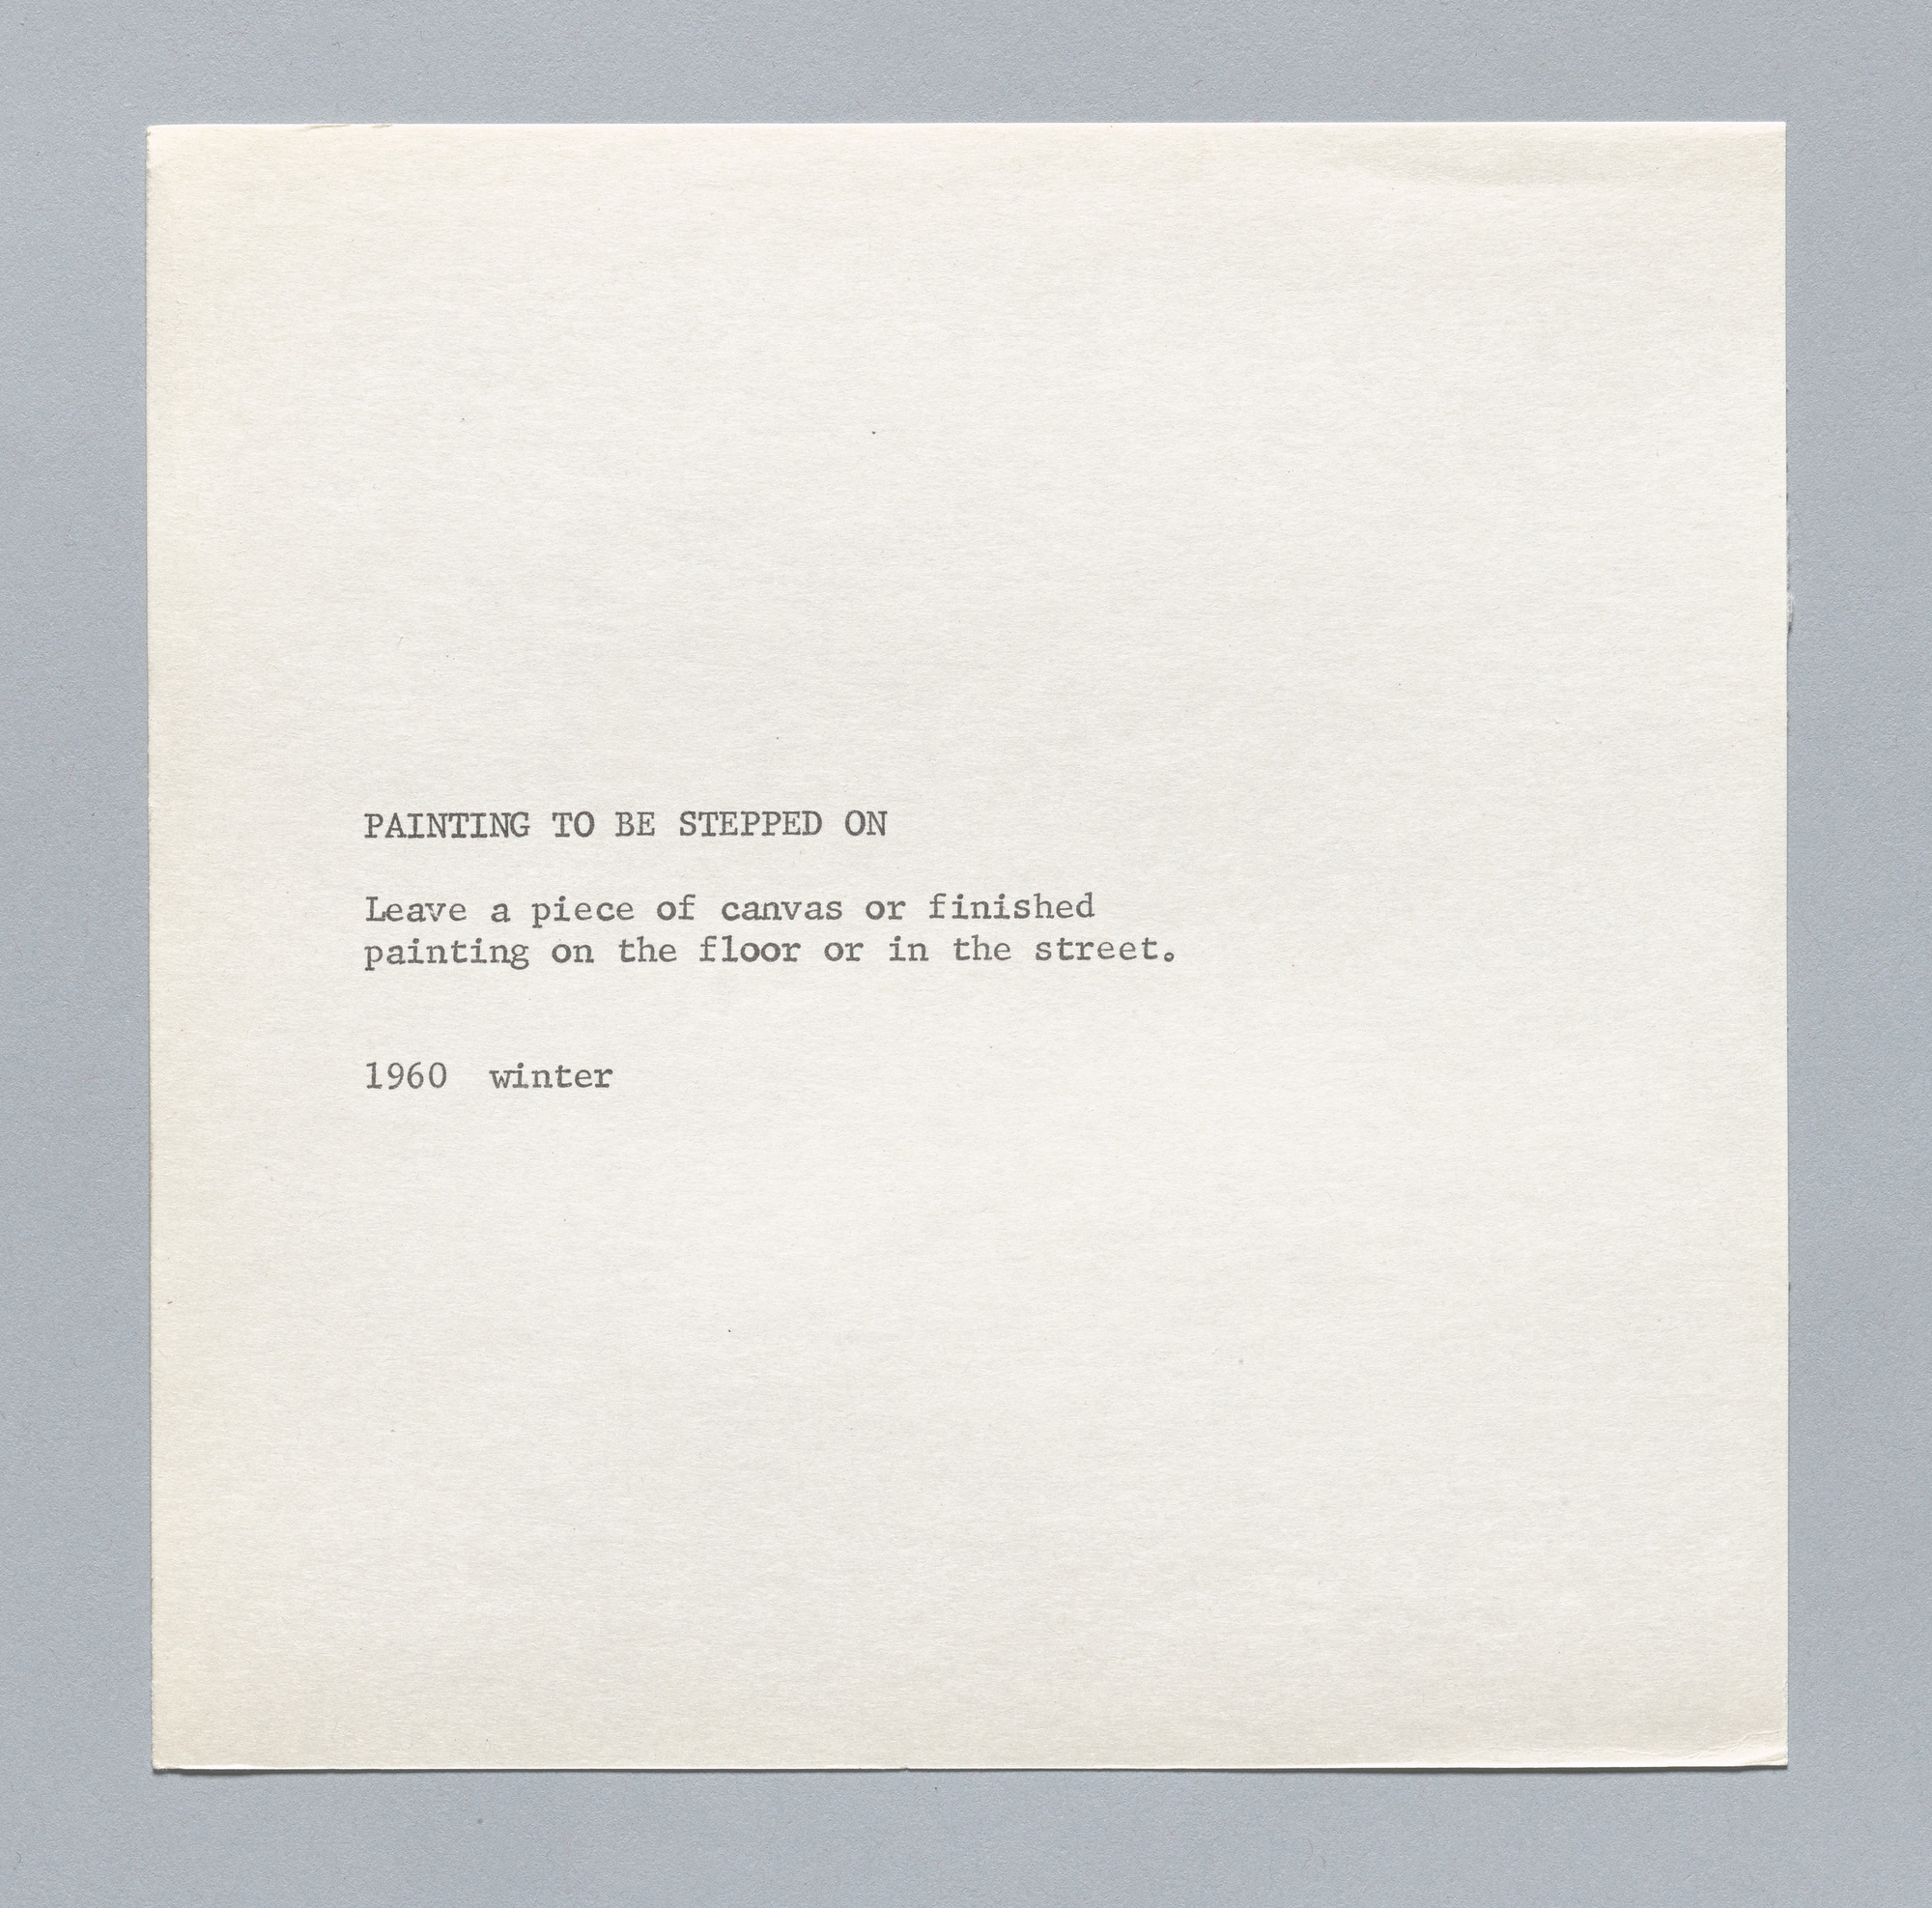 PAINTING TO BE STEPPED ON
Leave a piece of canvas or finished
painting on the floor or in the street.
1960  winter